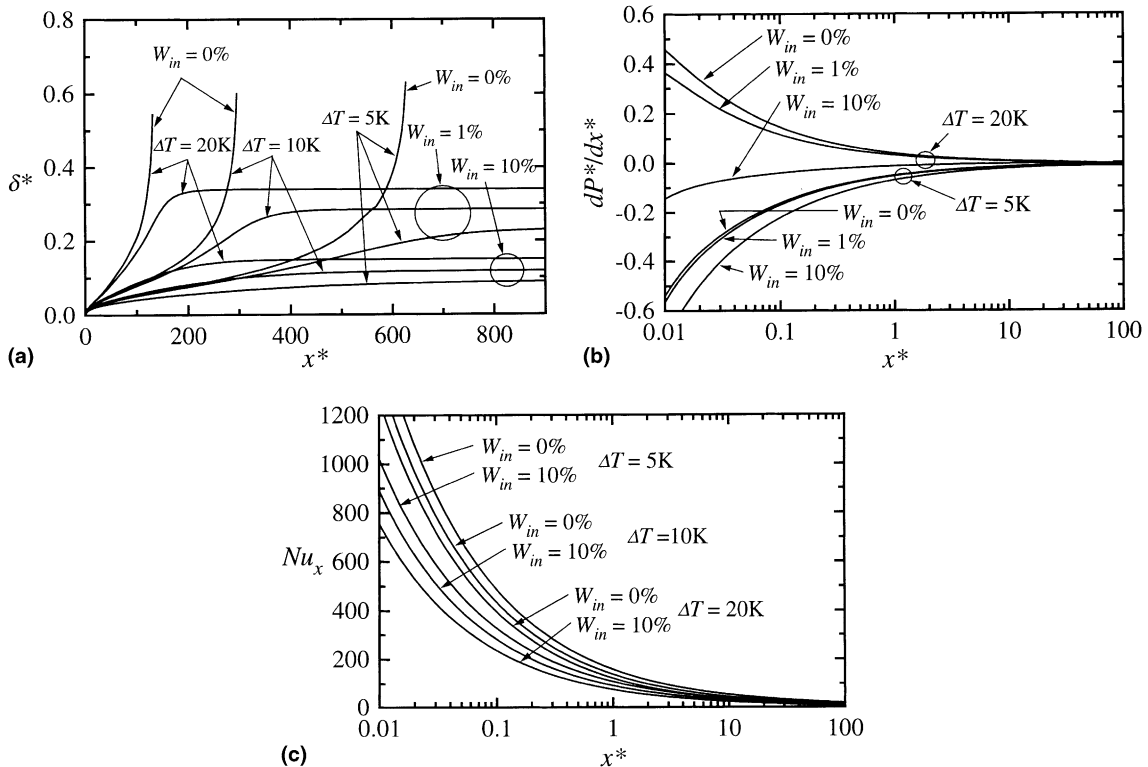 0.8
0.6
0.4
0.2
0.0
δ*
W_in = 0%
W_in = 0%
ΔT = 20K
ΔT = 10K
ΔT = 5K
W_in = 1%
W_in = 10%
0 200 400 600 800
x*
(a)
0.6
0.4
0.2
0.0
-0.2
-0.4
-0.6
dP*/dx*
W_in = 0%
W_in = 1%
W_in = 10%
ΔT = 20K
W_in = 0%
ΔT = 5K
W_in = 1%
W_in = 10%
0.01 0.1 1 10 100
x*
(b)
1200
1000
800
600
400
200
0
Nu_x
W_in = 0%
ΔT = 5K
W_in = 10%
W_in = 0%
ΔT =10K
W_in = 10%
W_in = 0%
ΔT = 20K
W_in = 10%
0.01 0.1 1 10 100
x*
(c)